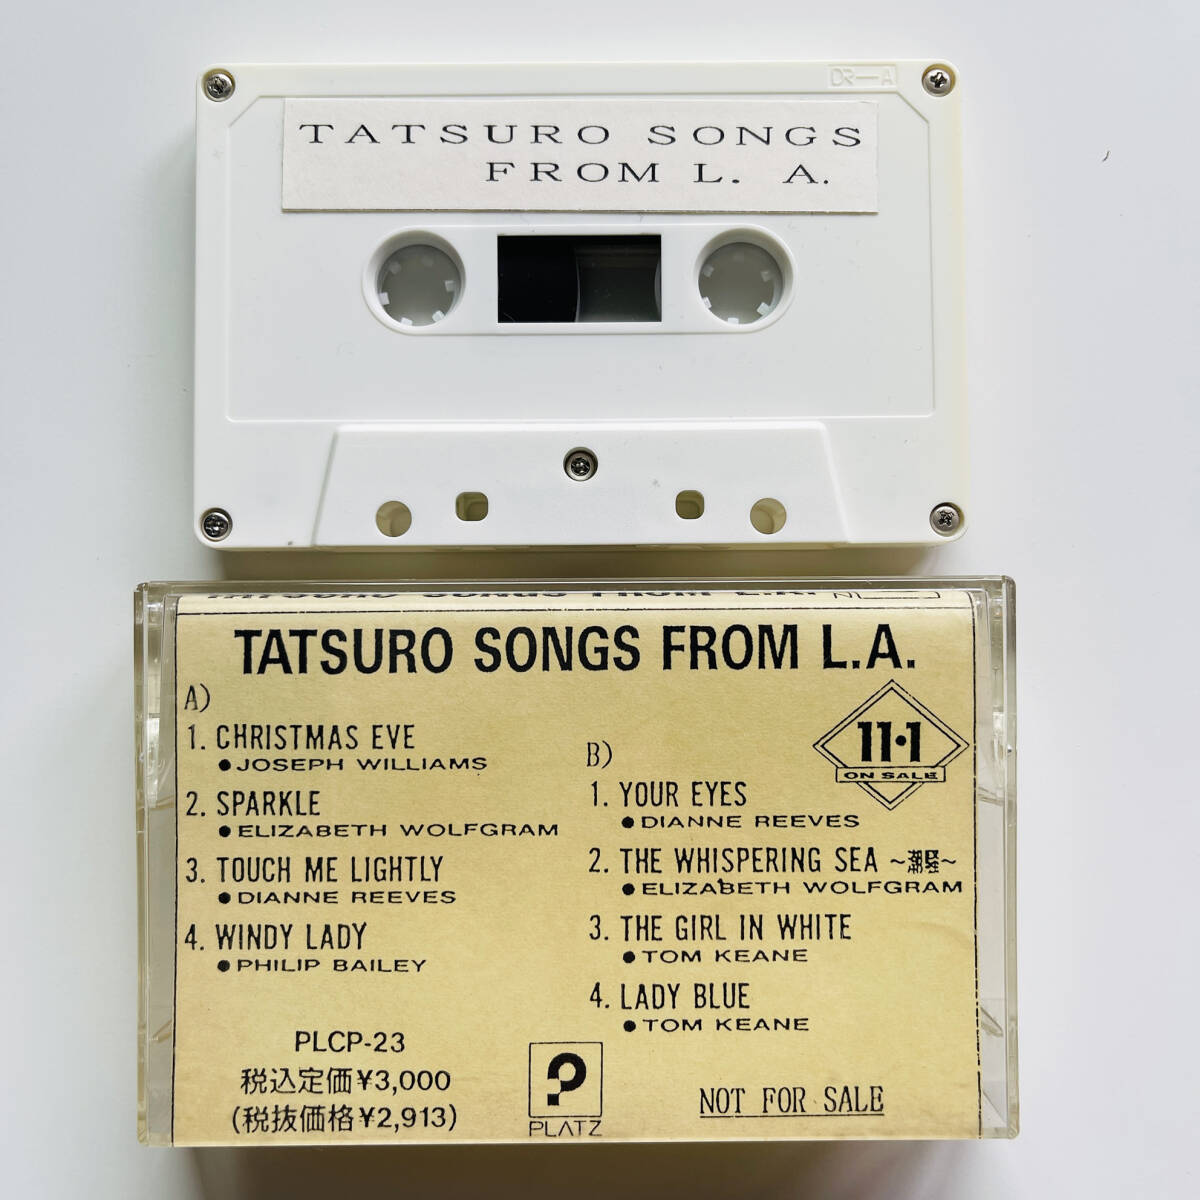 DR—A
TATSURO SONGS
FROM L. A.
TATSURO SONGS FROM L.A.
TATSURO SONGS FROM L.A.
A)
1. CHRISTMAS EVE
●JOSEPH WILLIAMS
2. SPARKLE
●ELIZABETH WOLFGRAM
3. TOUCH ME LIGHTLY
●DIANNE REEVES
4. WINDY LADY
●PHILIP BAILEY
11·1
ON SALE
B)
1. YOUR EYES
●DIANNE REEVES
2. THE WHISPERING SEA ~潮騒~
●ELIZABETH WOLFGRAM
3. THE GIRL IN WHITE
●TOM KEANE
4. LADY BLUE
●TOM KEANE
PLCP-23
税込定価¥3,000
(税抜価格¥2,913)
PLATZ
NOT FOR SALE